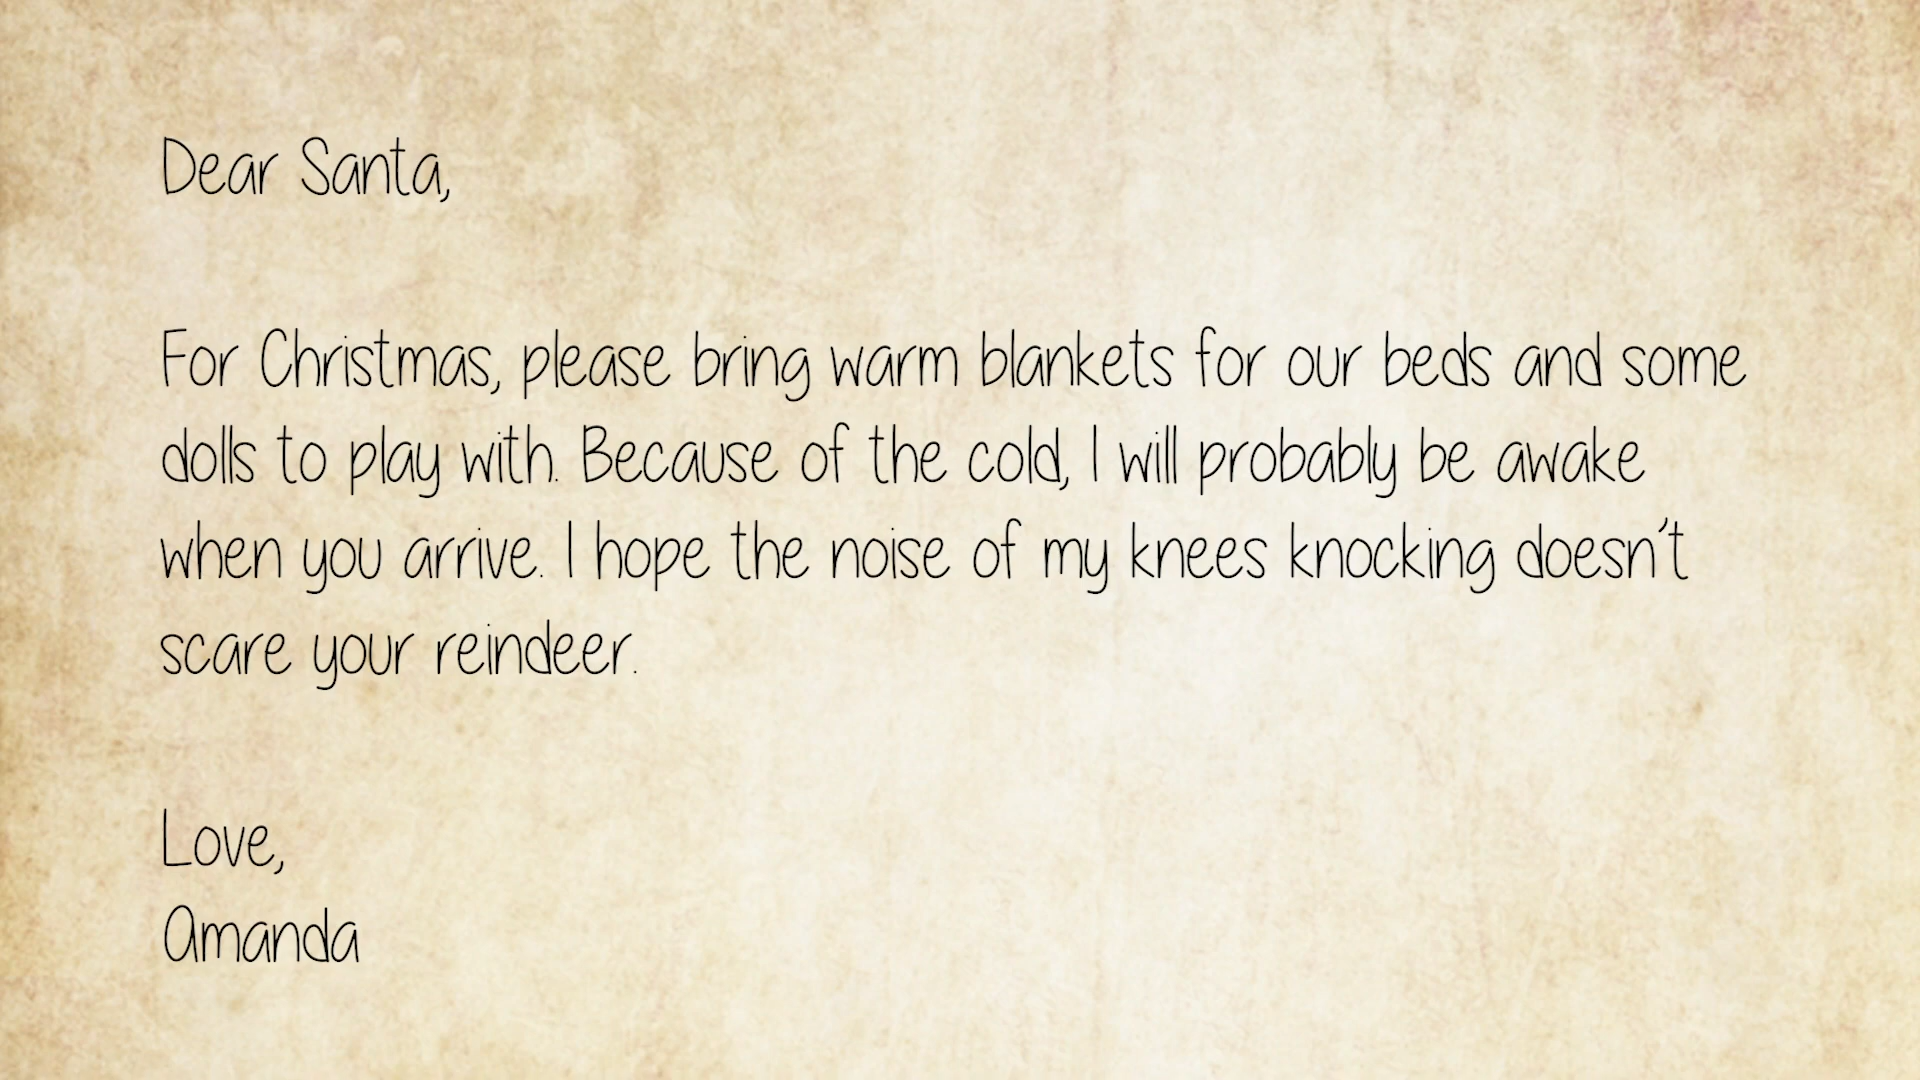 Dear Santa,
For Christmas, please bring warm blankets for our beds and some
dolls to play with. Because of the cold, I will probably be awake
when you arrive. I hope the noise of my knees knocking doesn't
scare your reindeer.
Love,
Amanda